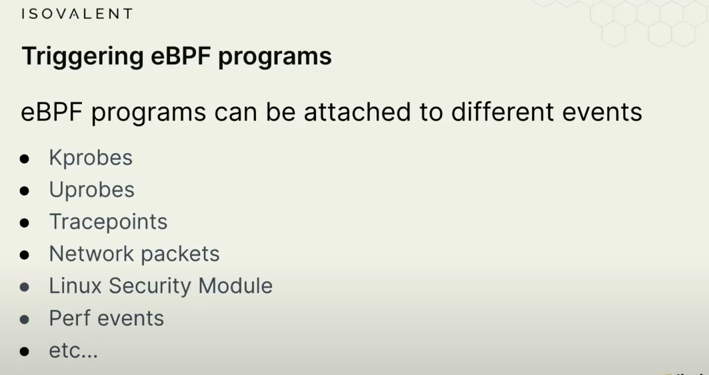 ISOVALENT
Triggering eBPF programs
eBPF programs can be attached to different events
● Kprobes
● Uprobes
● Tracepoints
● Network packets
● Linux Security Module
● Perf events
● etc...